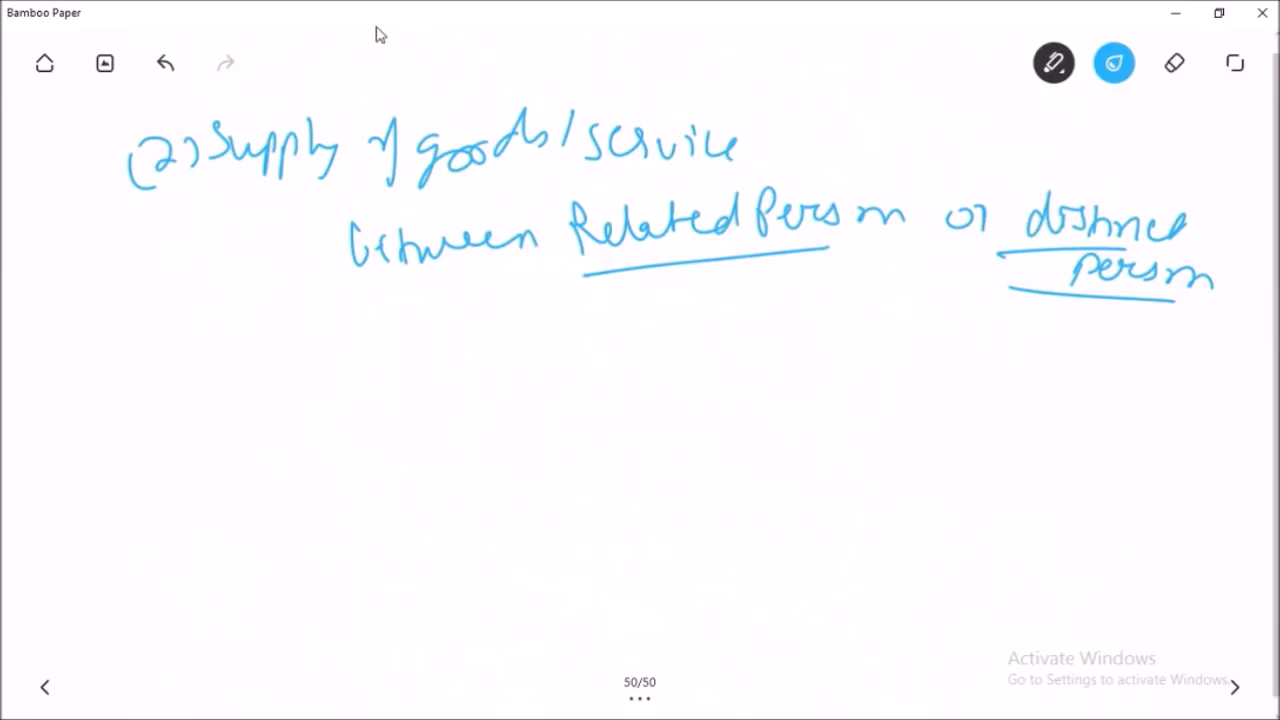 Bamboo Paper
(2) Supply of goods/service
between Related Person or distinct
person
50/50
Activate Windows
Go to Settings to activate Windows.